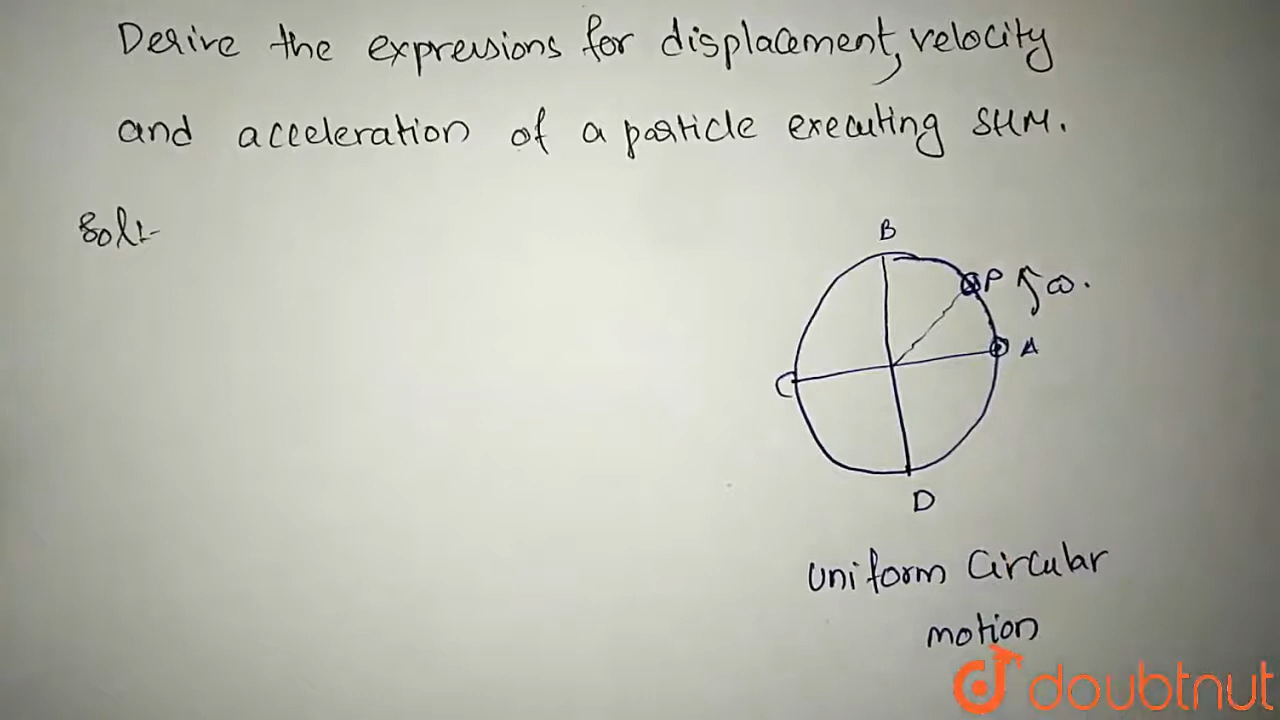 Derive the expressions for displacement, velocity
and acceleration of a particle executing SHM.
Sol:-
B
P ω.
A
C
D
Uniform Circular
motion
doubtnut